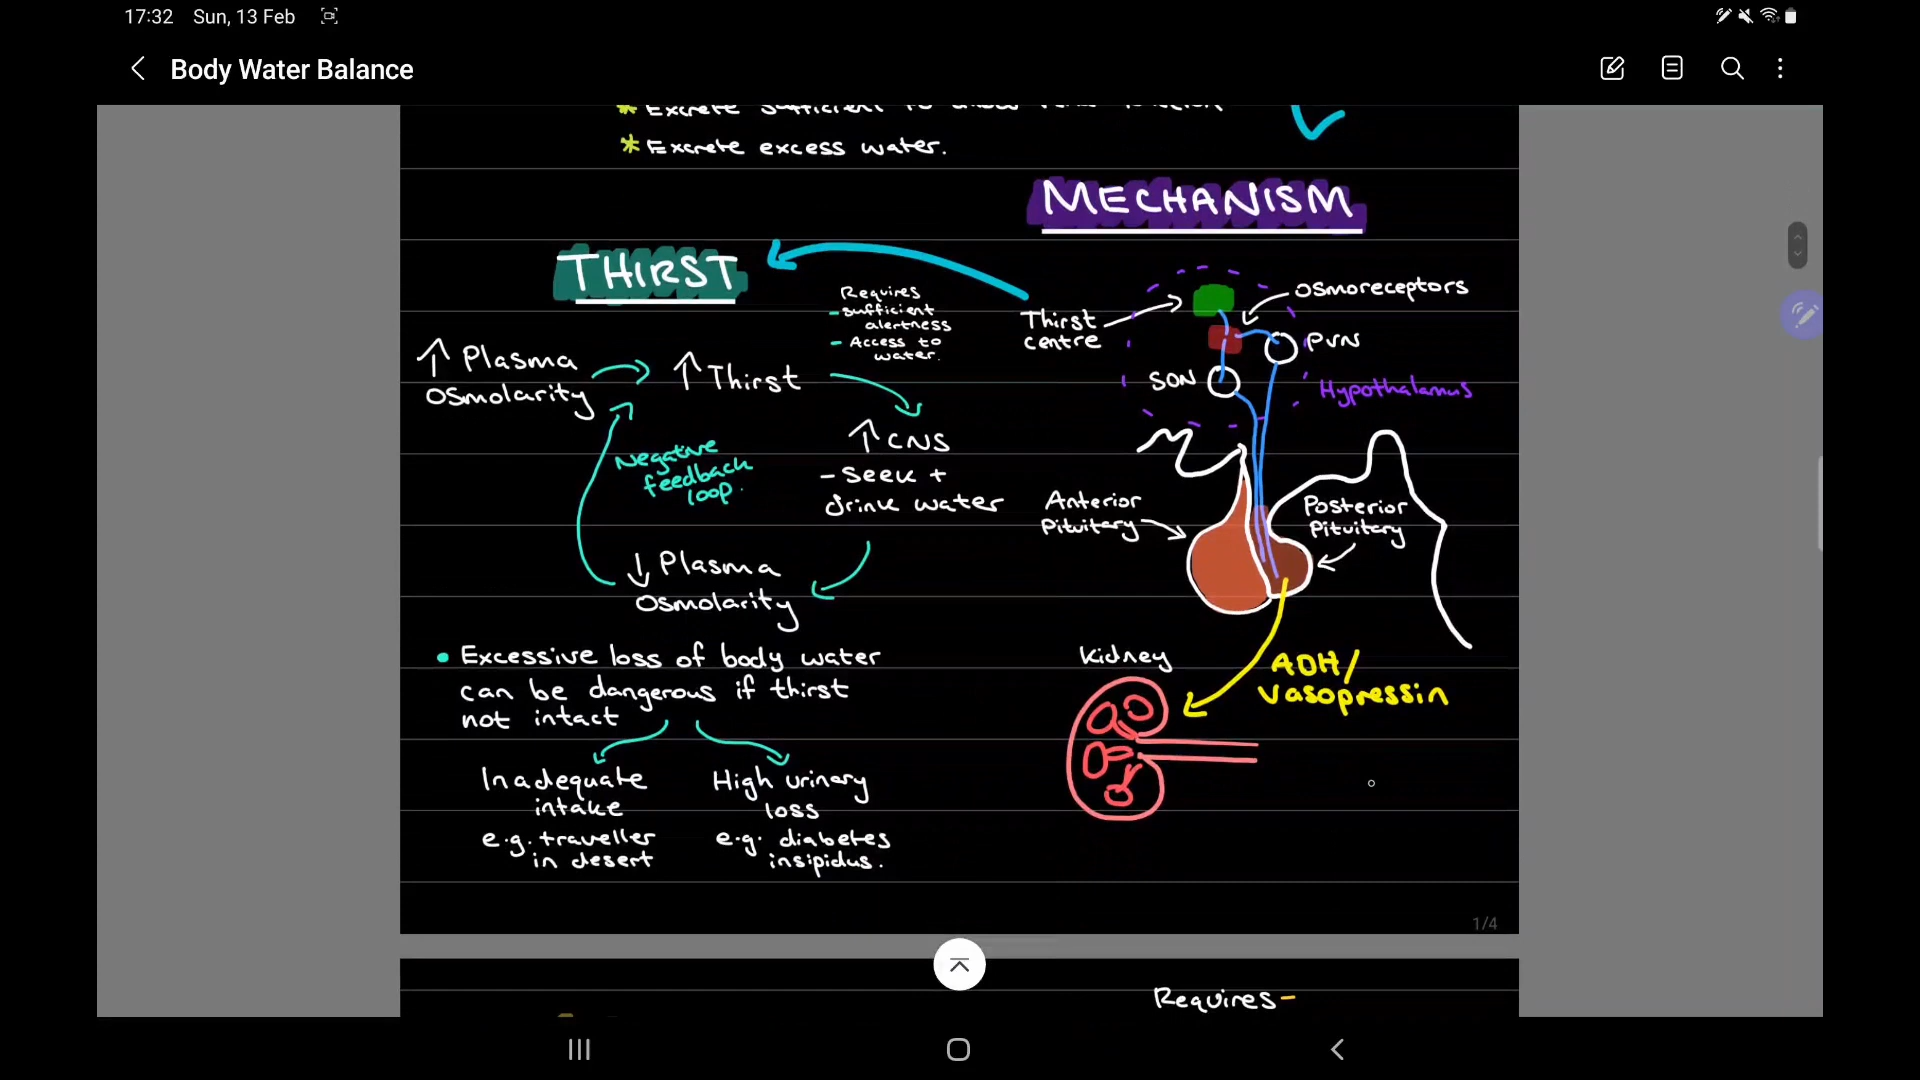 17:32 Sun, 13 Feb
Body Water Balance
* Excrete sufficient to
* Excrete excess water.
MECHANISM
THIRST
Requires
- sufficient
alertness
- Access to
water.
↑ Plasma
osmolarity
↑ Thirst
↑ CNS
- Seek +
drink water
Negative
feedback
loop.
↓ Plasma
osmolarity
• Excessive loss of body water
can be dangerous if thirst
not intact
Inadequate
intake
e.g. traveller
in desert
High urinary
loss
e.g. diabetes
insipidus.
Thirst
centre
osmoreceptors
PVN
SON
Hypothalamus
Anterior
Pituitary
Posterior
Pituitary
Kidney
ADH/
vasopressin
1/4
Requires -